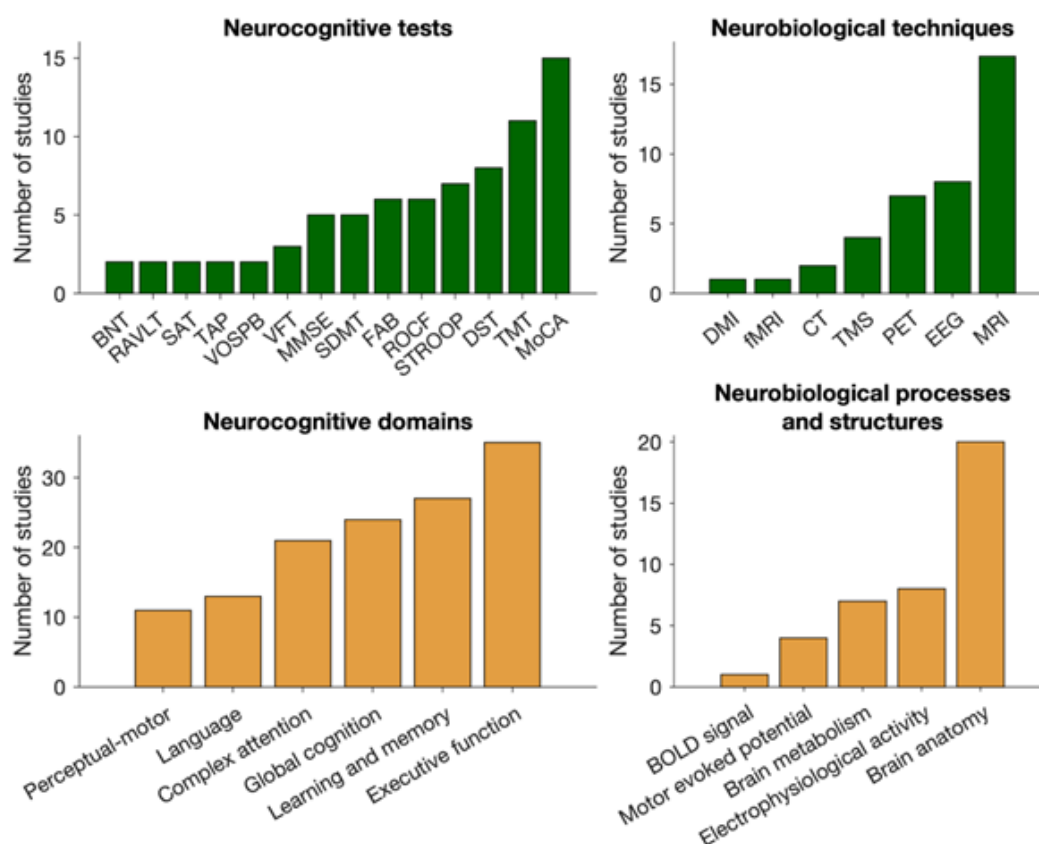 Neurocognitive tests
Number of studies
15
10
5
0
BNT
RAVLT
SAT
TAP
VOSPB
VFT
MMSE
SDMT
FAB
ROCF
STROOP
DST
TMT
MoCA
Neurobiological techniques
Number of studies
15
10
5
0
DMI
fMRI
CT
TMS
PET
EEG
MRI
Neurocognitive domains
Number of studies
30
20
10
0
Perceptual-motor
Language
Complex attention
Global cognition
Learning and memory
Executive function
Neurobiological processes
and structures
Number of studies
20
15
10
5
0
BOLD signal
Motor evoked potential
Brain metabolism
Electrophysiological activity
Brain anatomy